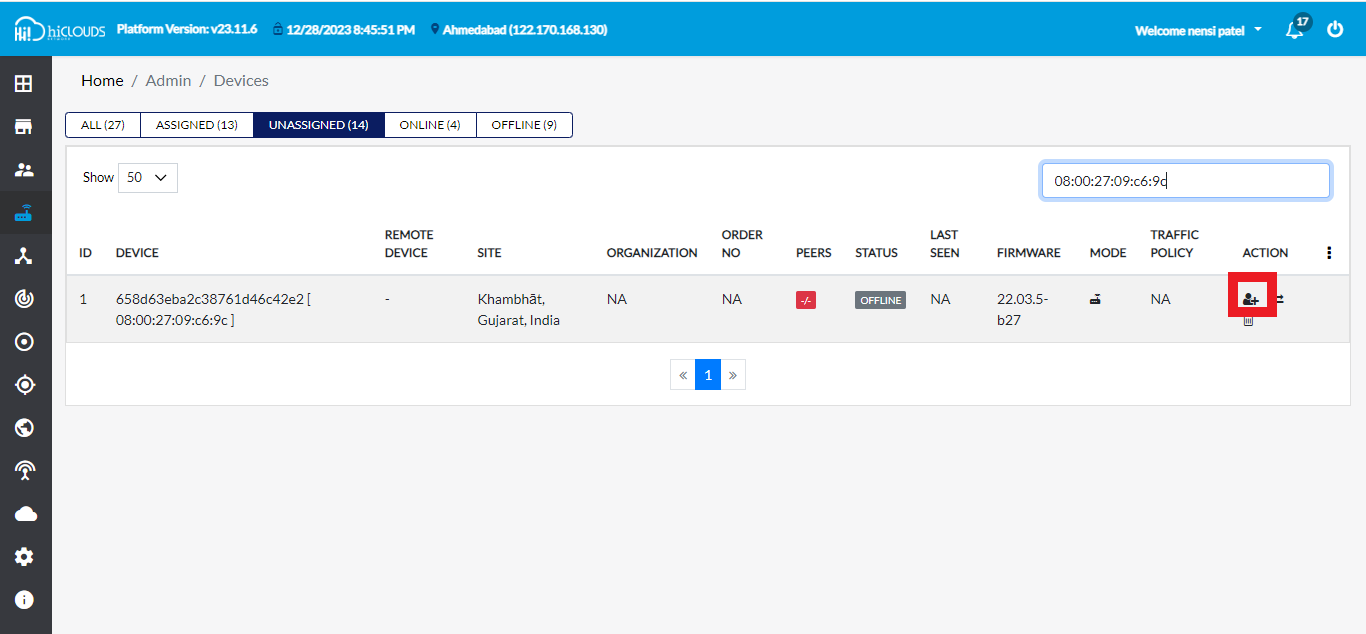 Hi! hiCLOUDS Platform Version: v23.11.6 12/28/2023 8:45:51 PM Ahmedabad (122.170.168.130) Welcome nensi patel 17
Home / Admin / Devices
ALL (27) ASSIGNED (13) UNASSIGNED (14) ONLINE (4) OFFLINE (9)
Show 50 08:00:27:09:c6:9c
ID DEVICE REMOTE DEVICE SITE ORGANIZATION ORDER NO PEERS STATUS LAST SEEN FIRMWARE MODE TRAFFIC POLICY ACTION
1 658d63eba2c38761d46c42e2 [ - Khambhāt, NA NA -/- OFFLINE NA 22.03.5- NA
08:00:27:09:c6:9c ] Gujarat, India b27
« 1 »